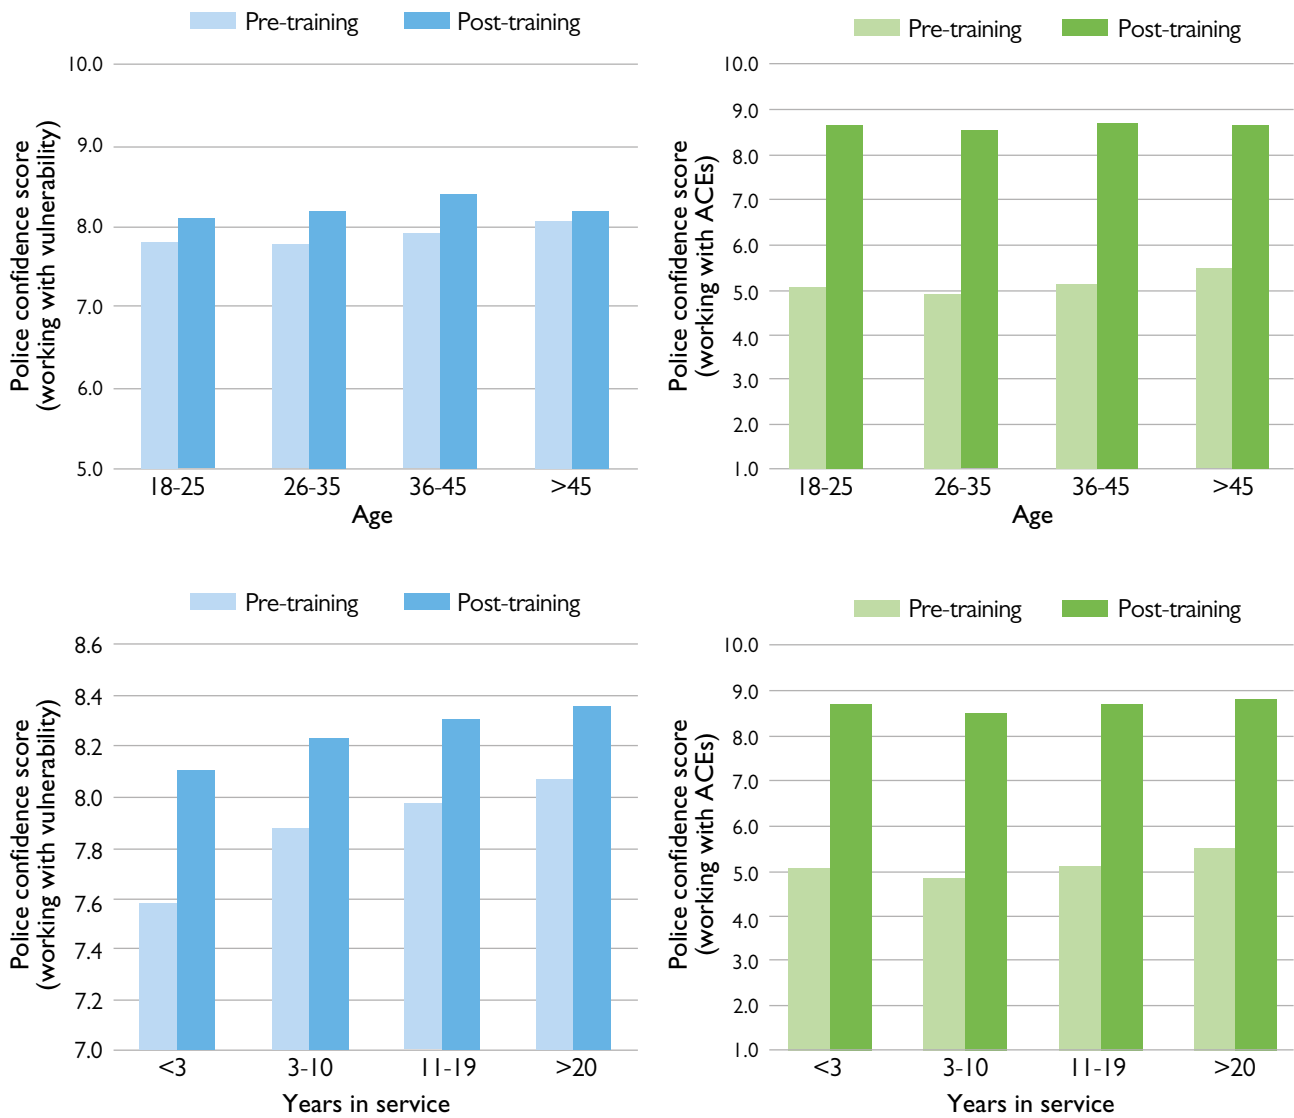 Pre-training Post-training
10.0
9.0
8.0
7.0
6.0
5.0
Police confidence score
(working with vulnerability)
18-25 26-35 36-45 >45
Age
Pre-training Post-training
10.0
9.0
8.0
7.0
6.0
5.0
4.0
3.0
2.0
1.0
Police confidence score
(working with ACEs)
18-25 26-35 36-45 >45
Age
Pre-training Post-training
8.6
8.4
8.2
8.0
7.8
7.6
7.4
7.2
7.0
Police confidence score
(working with vulnerability)
<3 3-10 11-19 >20
Years in service
Pre-training Post-training
10.0
9.0
8.0
7.0
6.0
5.0
4.0
3.0
2.0
1.0
Police confidence score
(working with ACEs)
<3 3-10 11-19 >20
Years in service